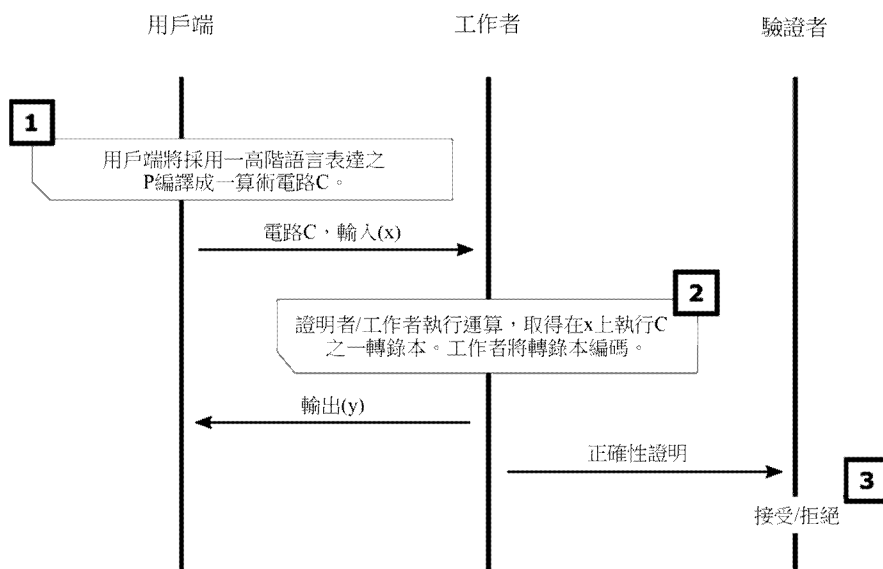 用戶端
工作者
驗證者
1
用戶端將採用一高階語言表達之
P編譯成一算術電路C。
電路C，輸入(x)
2
證明者/工作者執行運算，取得在x上執行C
之一轉錄本。工作者將轉錄本編碼。
輸出(y)
正確性證明
3
接受/拒絕